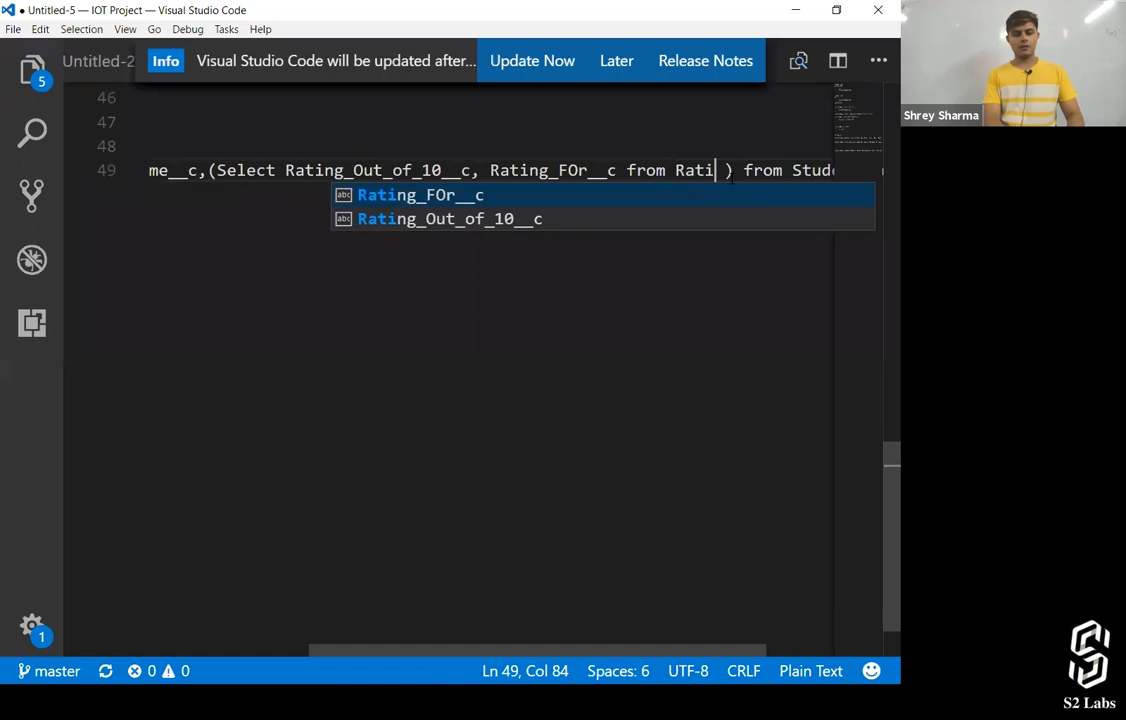 ● Untitled-5 — IOT Project — Visual Studio Code
File Edit Selection View Go Debug Tasks Help
5
Untitled-2
Info Visual Studio Code will be updated after... Update Now Later Release Notes
Shrey Sharma
46
47
48
49 me__c,(Select Rating_Out_of_10__c, Rating_FOr__c from Rati ) from Stude
abc Rating_FOr__c
abc Rating_Out_of_10__c
1
master 0 0 Ln 49, Col 84 Spaces: 6 UTF-8 CRLF Plain Text
S2 Labs